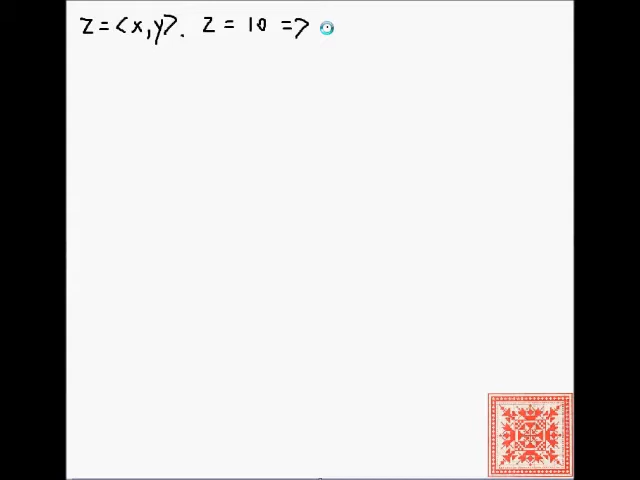 z = <x, y>. z = 10 =>